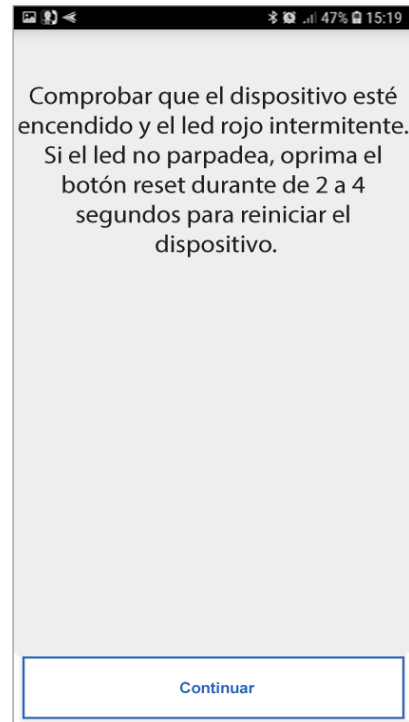 47% 15:19
Comprobar que el dispositivo esté
encendido y el led rojo intermitente.
Si el led no parpadea, oprima el
botón reset durante de 2 a 4
segundos para reiniciar el
dispositivo.
Continuar